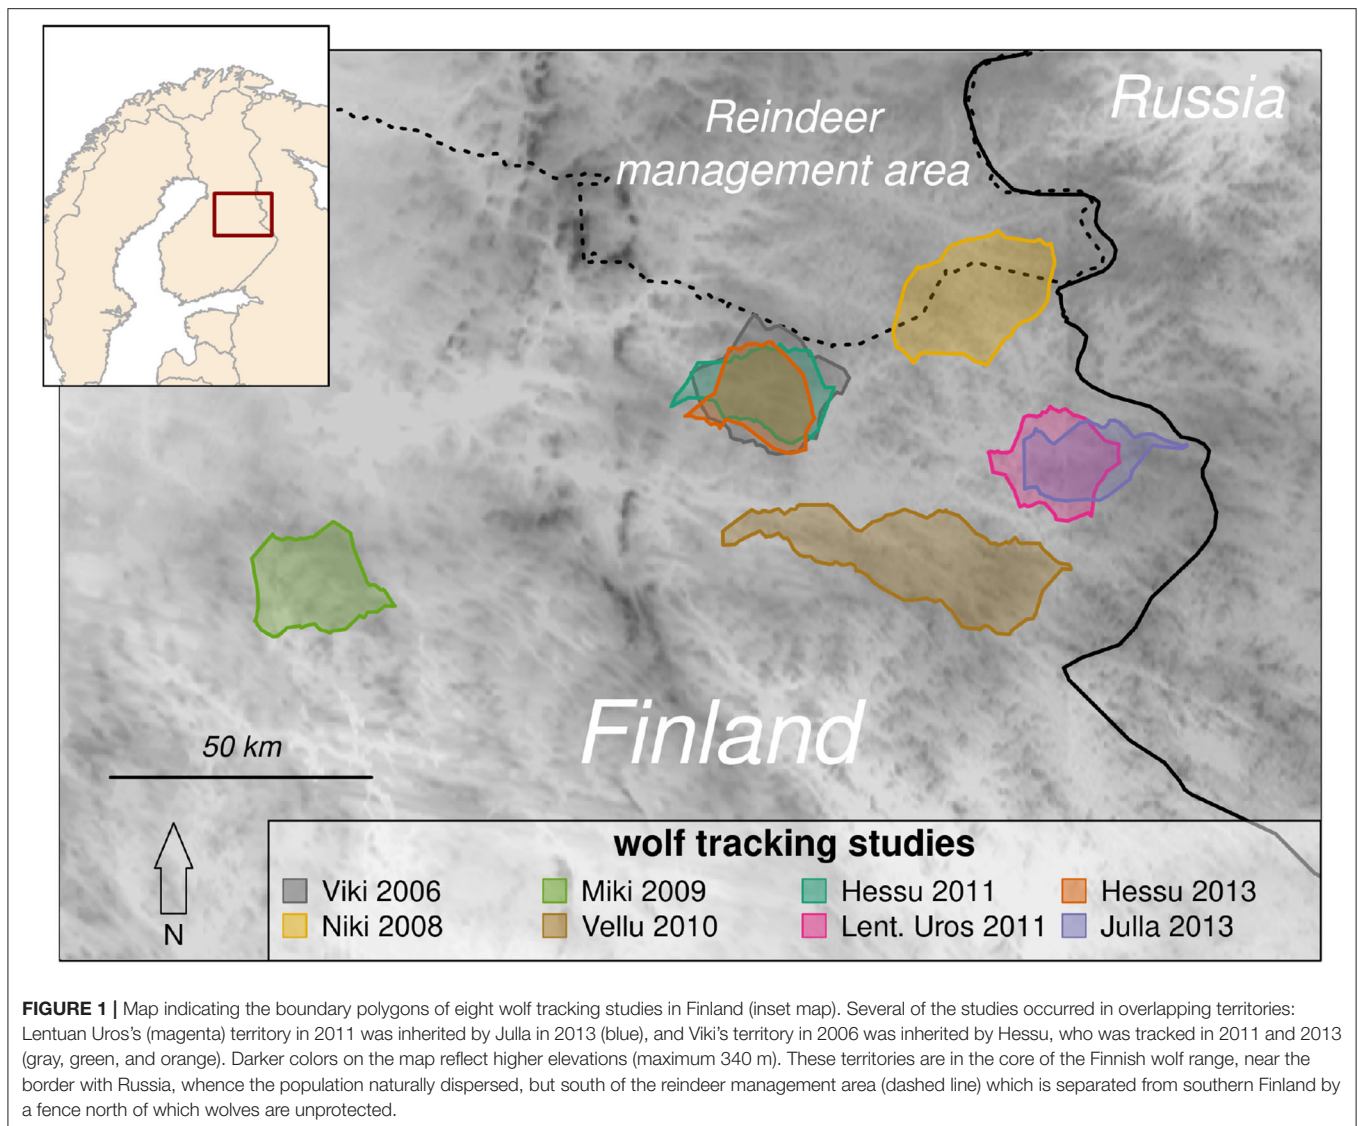 Russia
Reindeer
management area
Finland
50 km
N
wolf tracking studies
Viki 2006
Miki 2009
Hessu 2011
Hessu 2013
Niki 2008
Vellu 2010
Lent. Uros 2011
Julla 2013
FIGURE 1 | Map indicating the boundary polygons of eight wolf tracking studies in Finland (inset map). Several of the studies occurred in overlapping territories:
Lentuan Uros’s (magenta) territory in 2011 was inherited by Julla in 2013 (blue), and Viki’s territory in 2006 was inherited by Hessu, who was tracked in 2011 and 2013
(gray, green, and orange). Darker colors on the map reflect higher elevations (maximum 340 m). These territories are in the core of the Finnish wolf range, near the
border with Russia, whence the population naturally dispersed, but south of the reindeer management area (dashed line) which is separated from southern Finland by
a fence north of which wolves are unprotected.